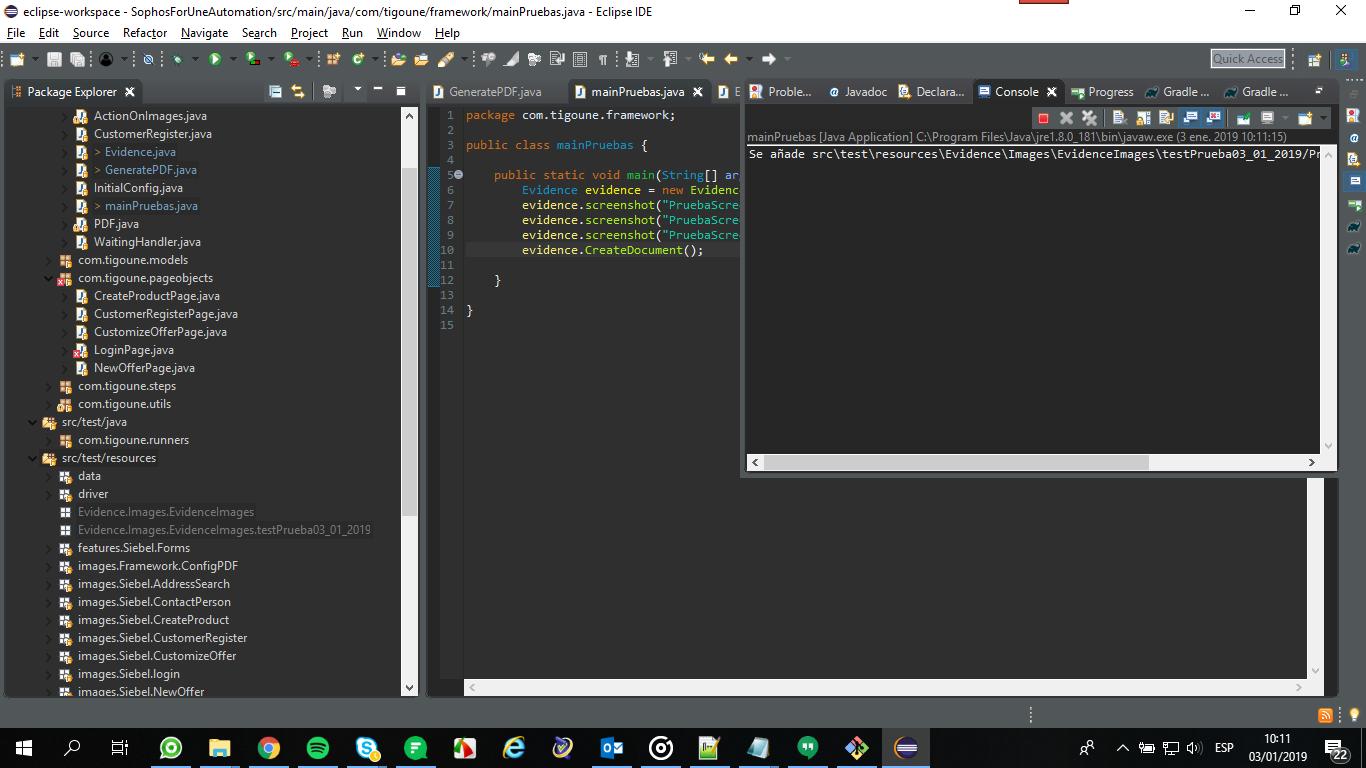 eclipse-workspace - SophosForUneAutomation/src/main/java/com/tigoune/framework/mainPruebas.java - Eclipse IDE
File Edit Source Refactor Navigate Search Project Run Window Help
Quick Access
Package Explorer
ActionOnImages.java
CustomerRegister.java
> Evidence.java
> GeneratePDF.java
InitialConfig.java
> mainPruebas.java
PDF.java
WaitingHandler.java
com.tigoune.models
com.tigoune.pageobjects
CreateProductPage.java
CustomerRegisterPage.java
CustomizeOfferPage.java
LoginPage.java
NewOfferPage.java
com.tigoune.steps
com.tigoune.utils
src/test/java
com.tigoune.runners
src/test/resources
data
driver
Evidence.Images.EvidenceImages
Evidence.Images.EvidenceImages.testPrueba03_01_2019
features.Siebel.Forms
images.Framework.ConfigPDF
images.Siebel.AddressSearch
images.Siebel.ContactPerson
images.Siebel.CreateProduct
images.Siebel.CustomerRegister
images.Siebel.CustomizeOffer
images.Siebel.login
images.Siebel.NewOffer
GeneratePDF.java mainPruebas.java E
1 package com.tigoune.framework;
2
3 public class mainPruebas {
4
5 public static void main(String[] ar
6 Evidence evidence = new Evidenc
7 evidence.screenshot("PruebaScre
8 evidence.screenshot("PruebaScre
9 evidence.screenshot("PruebaScre
10 evidence.CreateDocument();
11
12 }
13
14 }
15
Proble... Javadoc Declara... Console Progress Gradle ... Gradle ...
mainPruebas [Java Application] C:\Program Files\Java\jre1.8.0_181\bin\javaw.exe (3 ene. 2019 10:11:15)
Se añade src\test\resources\Evidence\Images\EvidenceImages\testPrueba03_01_2019/Pr
ESP
10:11
03/01/2019
22